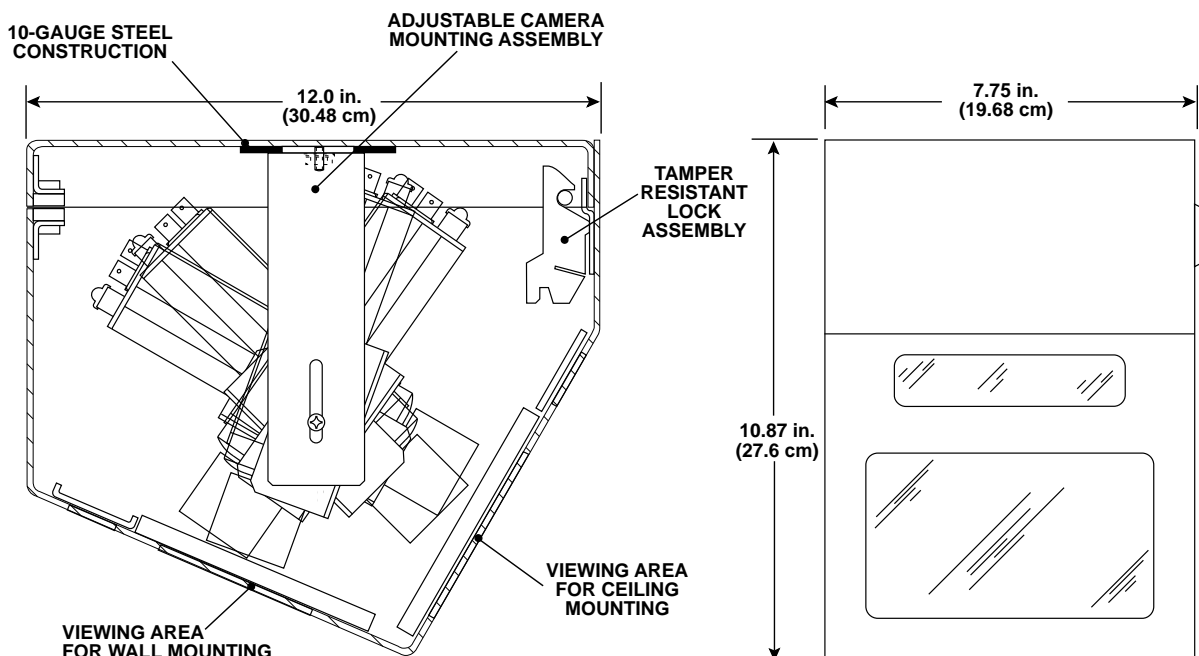 10-GAUGE STEEL
CONSTRUCTION
ADJUSTABLE CAMERA
MOUNTING ASSEMBLY
12.0 in.
(30.48 cm)
7.75 in.
(19.68 cm)
TAMPER
RESISTANT
LOCK
ASSEMBLY
10.87 in.
(27.6 cm)
VIEWING AREA
FOR CEILING
MOUNTING
VIEWING AREA
FOR WALL MOUNTING